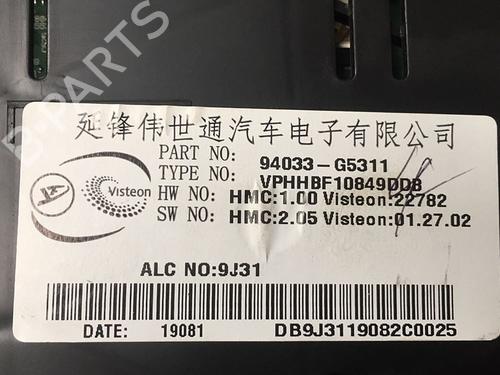 B-PARTS
延锋伟世通汽车电子有限公司
PART NO: 94033-G5311
TYPE NO: VPHHBF10849DDB
HW NO: HMC:1.00 Visteon:22782
SW NO: HMC:2.05 Visteon:01.27.02
Visteon
ALC NO:9J31
DATE: 19081 DB9J3119082C0025